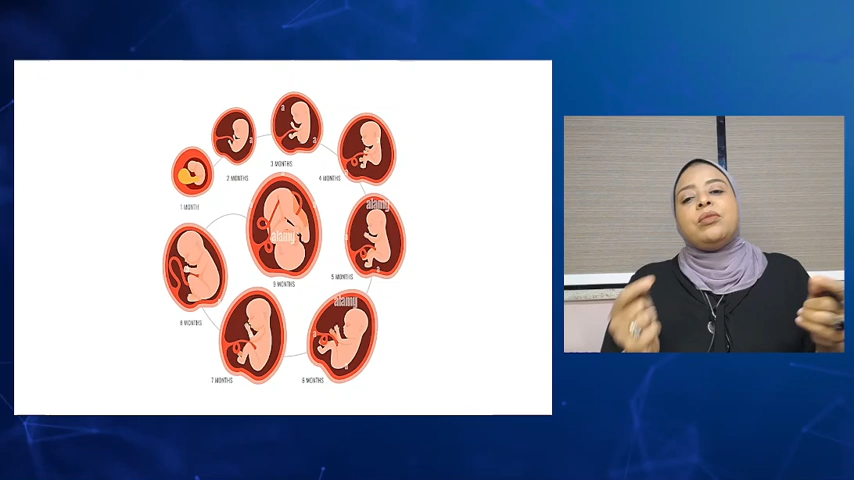 1 MONTH
2 MONTHS
3 MONTHS
4 MONTHS
5 MONTHS
6 MONTHS
7 MONTHS
8 MONTHS
9 MONTHS
alamy
alamy
alamy
a
a
a